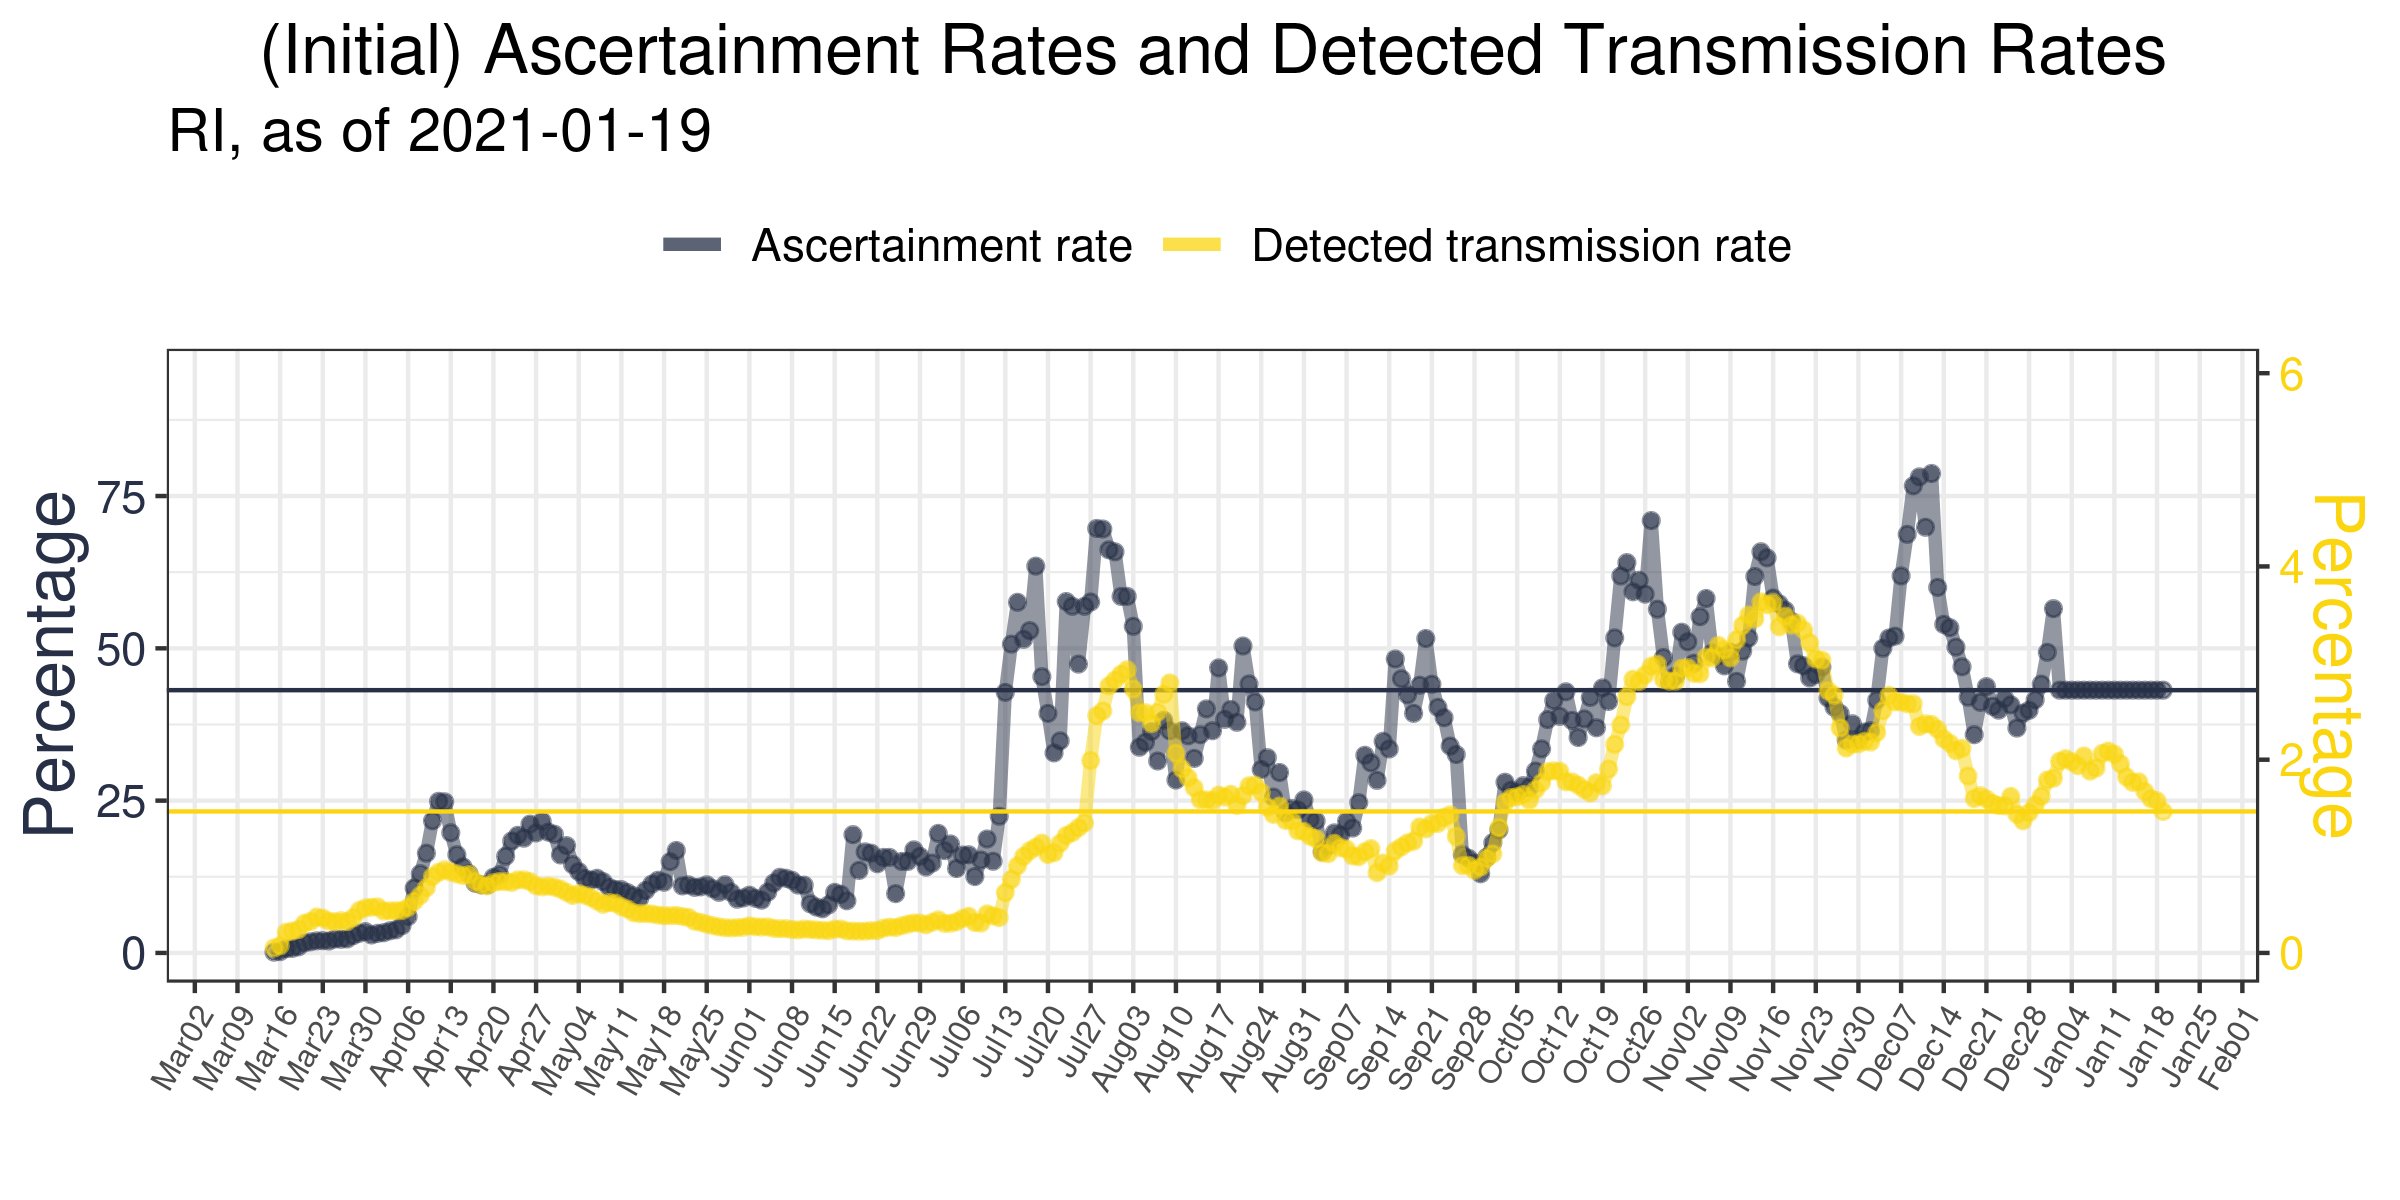 (Initial) Ascertainment Rates and Detected Transmission Rates
RI, as of 2021-01-19
Ascertainment rate
Detected transmission rate
Percentage
75
50
25
0
6
4
2
0
Percentage
Mar02
Mar09
Mar16
Mar23
Mar30
Apr06
Apr13
Apr20
Apr27
May04
May11
May18
May25
Jun01
Jun08
Jun15
Jun22
Jun29
Jul06
Jul13
Jul20
Jul27
Aug03
Aug10
Aug17
Aug24
Aug31
Sep07
Sep14
Sep21
Sep28
Oct05
Oct12
Oct19
Oct26
Nov02
Nov09
Nov16
Nov23
Nov30
Dec07
Dec14
Dec21
Dec28
Jan04
Jan11
Jan18
Jan25
Feb01